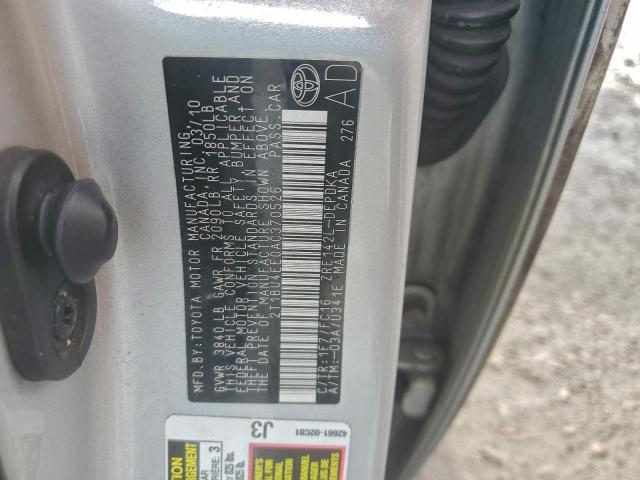 MFD.BY:TOYOTA MOTOR MANUFACTURING
CANADA, INC. 03/10
GVWR 3840 LB GAWR FR 2090LB RR 1850LB
THIS VEHICLE CONFORMS TO ALL APPLICABLE
FEDERAL MOTOR VEHICLE SAFETY, BUMPER, AND
THEFT PREVENTION STANDARDS IN EFFECT ON
THE DATE OF MANUFACTURE SHOWN ABOVE.
2T1BU4EE0AC370526 PASS.CAR
C/TR:1F7/FC16 ZRE142L-DEPDKA
A/TM:-03A/U341E MADE IN CANADA 276
AD
42661-02C81
J3